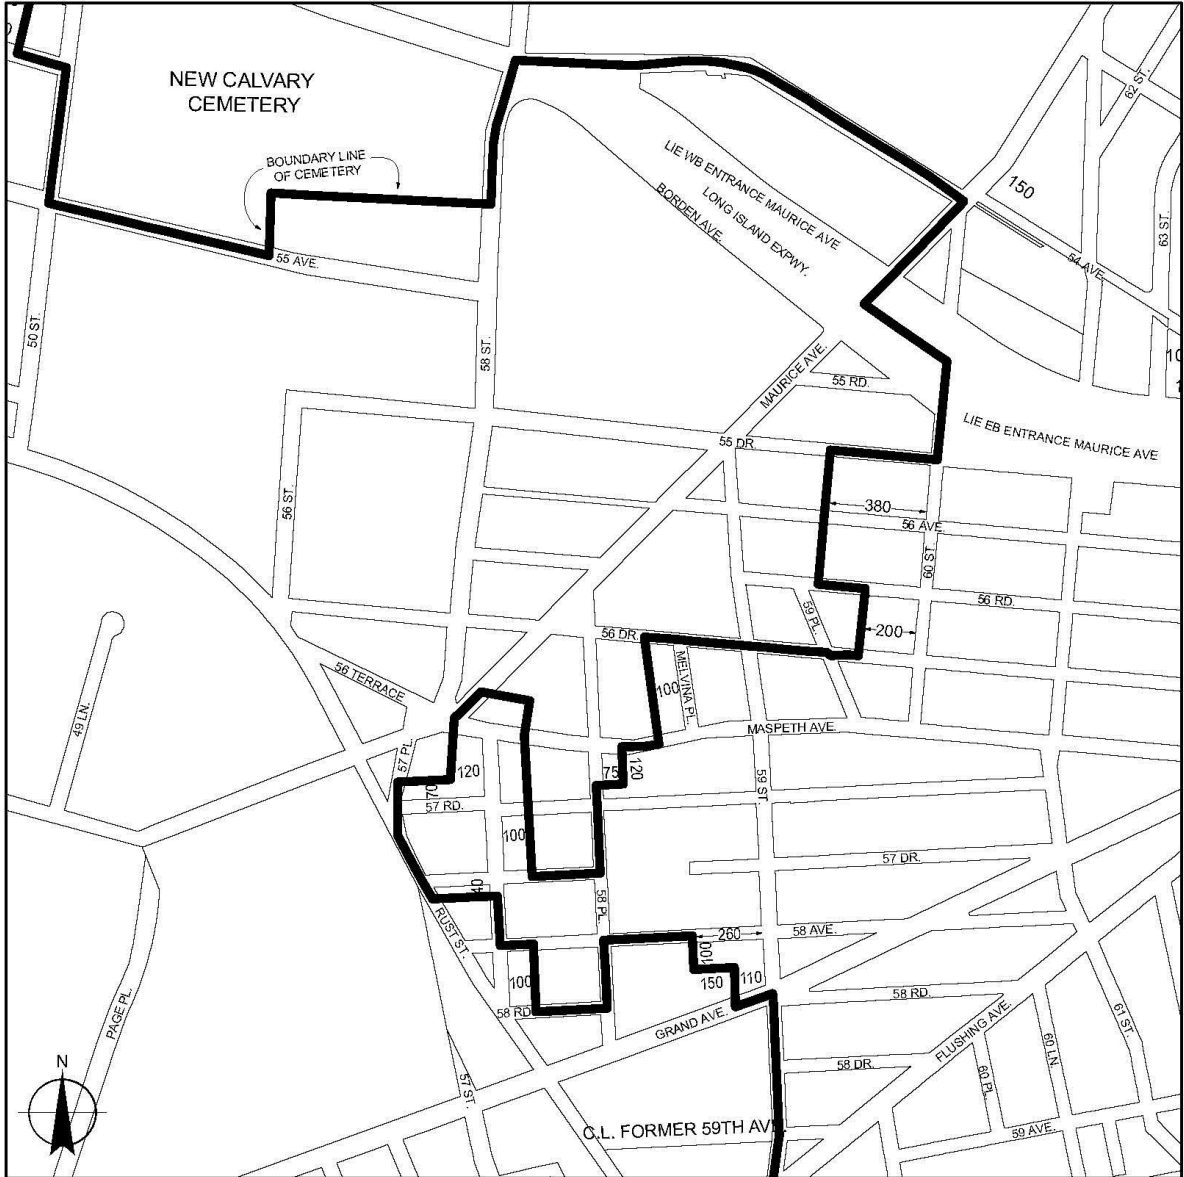 NEW CALVARY
CEMETERY
BOUNDARY LINE
OF CEMETERY
62 ST.
150
LIE WB ENTRANCE MAURICE AVE
LONG ISLAND EXPWY.
BORDEN AVE.
63 ST.
54 AVE.
55 AVE.
50 ST.
58 ST.
MAURICE AVE.
55 RD.
10
LIE EB ENTRANCE MAURICE AVE
55 DR.
56 ST.
380
56 AVE.
60 ST.
56 RD.
59 PL.
200
56 DR.
MELVINA PL.
100
56 TERRACE
49 LN.
MASPETH AVE.
57 PL.
120
75
120
70
57 RD.
59 ST.
100
57 DR.
40
58 PL.
RUST ST.
260
58 AVE.
100
150
110
100
58 RD.
58 RD.
GRAND AVE.
FLUSHING AVE.
61 ST.
PAGE PL.
60 LN.
58 DR.
60 PL.
57 ST.
N
C.L. FORMER 59TH AVE.
59 AVE.